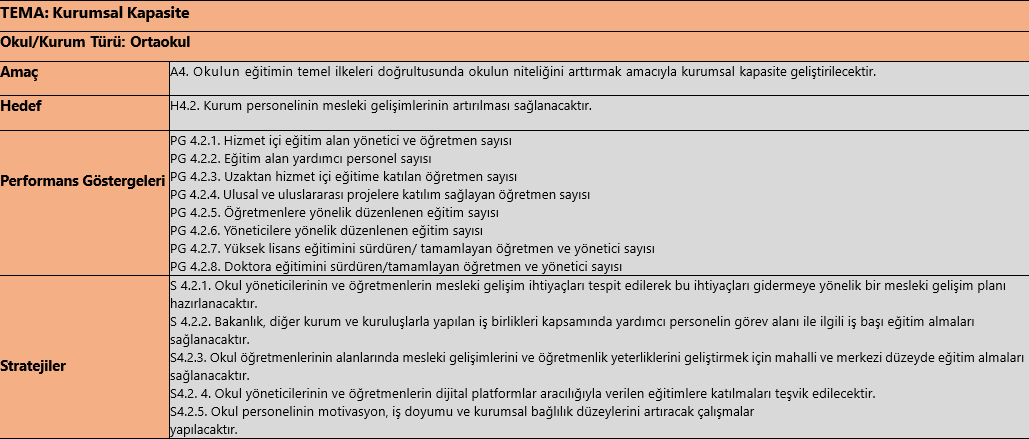 TEMA: Kurumsal Kapasite
Okul/Kurum Türü: Ortaokul
Amaç
A4. Okulun eğitimin temel ilkeleri doğrultusunda okulun niteliğini arttırmak amacıyla kurumsal kapasite geliştirilecektir.
Hedef
H4.2. Kurum personelinin mesleki gelişimlerinin artırılması sağlanacaktır.
Performans Göstergeleri
PG 4.2.1. Hizmet içi eğitim alan yönetici ve öğretmen sayısı
PG 4.2.2. Eğitim alan yardımcı personel sayısı
PG 4.2.3. Uzaktan hizmet içi eğitime katılan öğretmen sayısı
PG 4.2.4. Ulusal ve uluslararası projelere katılım sağlayan öğretmen sayısı
PG 4.2.5. Öğretmenlere yönelik düzenlenen eğitim sayısı
PG 4.2.6. Yöneticilere yönelik düzenlenen eğitim sayısı
PG 4.2.7. Yüksek lisans eğitimini sürdüren/ tamamlayan öğretmen ve yönetici sayısı
PG 4.2.8. Doktora eğitimini sürdüren/tamamlayan öğretmen ve yönetici sayısı
Stratejiler
S 4.2.1. Okul yöneticilerinin ve öğretmenlerin mesleki gelişim ihtiyaçları tespit edilerek bu ihtiyaçları gidermeye yönelik bir mesleki gelişim planı
hazırlanacaktır.
S 4.2.2. Bakanlık, diğer kurum ve kuruluşlarla yapılan iş birlikleri kapsamında yardımcı personelin görev alanı ile ilgili iş başı eğitim almaları
sağlanacaktır.
S4.2.3. Okul öğretmenlerinin alanlarında mesleki gelişimlerini ve öğretmenlik yeterliklerini geliştirmek için mahalli ve merkezi düzeyde eğitim almaları
sağlanacaktır.
S4.2. 4. Okul yöneticilerinin ve öğretmenlerin dijital platformlar aracılığıyla verilen eğitimlere katılmaları teşvik edilecektir.
S4.2.5. Okul personelinin motivasyon, iş doyumu ve kurumsal bağlılık düzeylerini artıracak çalışmalar
yapılacaktır.